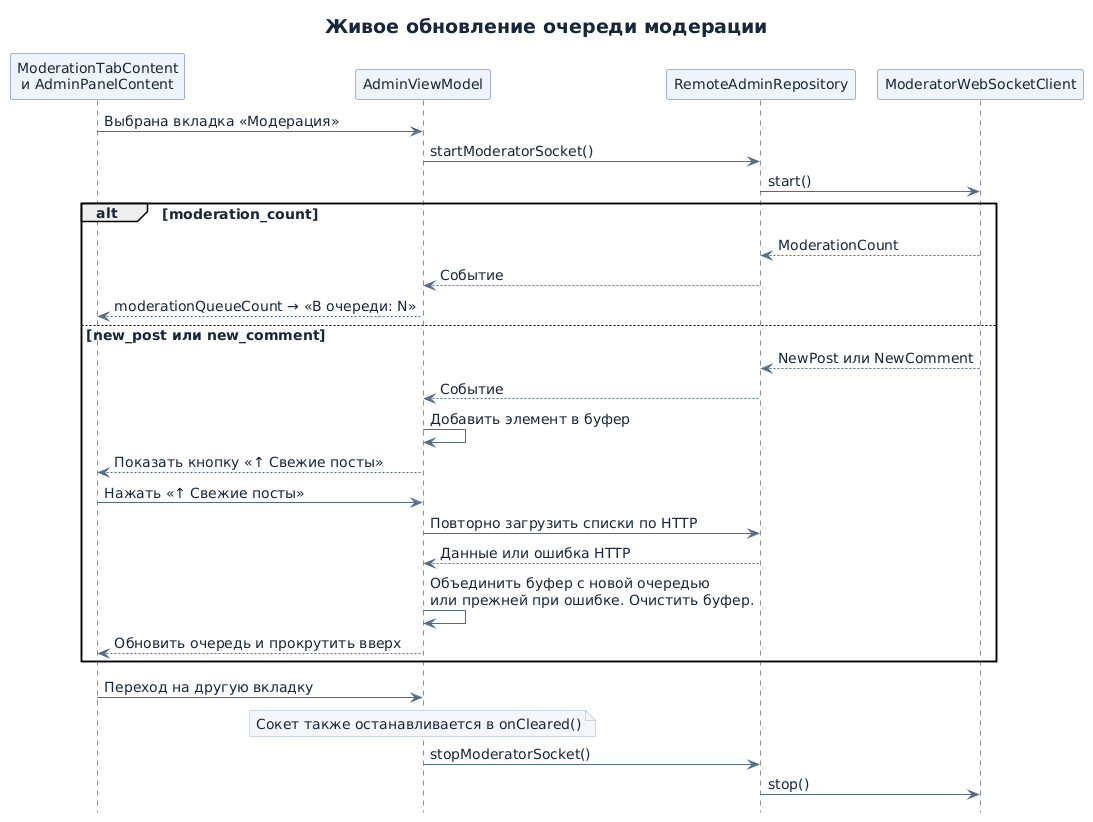 Живое обновление очереди модерации
ModerationTabContent
и AdminPanelContent
AdminViewModel
RemoteAdminRepository
ModeratorWebSocketClient
Выбрана вкладка «Модерация»
startModeratorSocket()
start()
alt
[moderation_count]
ModerationCount
Событие
moderationQueueCount → «В очереди: N»
[new_post или new_comment]
NewPost или NewComment
Событие
Добавить элемент в буфер
Показать кнопку «↑ Свежие посты»
Нажать «↑ Свежие посты»
Повторно загрузить списки по HTTP
Данные или ошибка HTTP
Объединить буфер с новой очередью
или прежней при ошибке. Очистить буфер.
Обновить очередь и прокрутить вверх
Переход на другую вкладку
Сокет также останавливается в onCleared()
stopModeratorSocket()
stop()